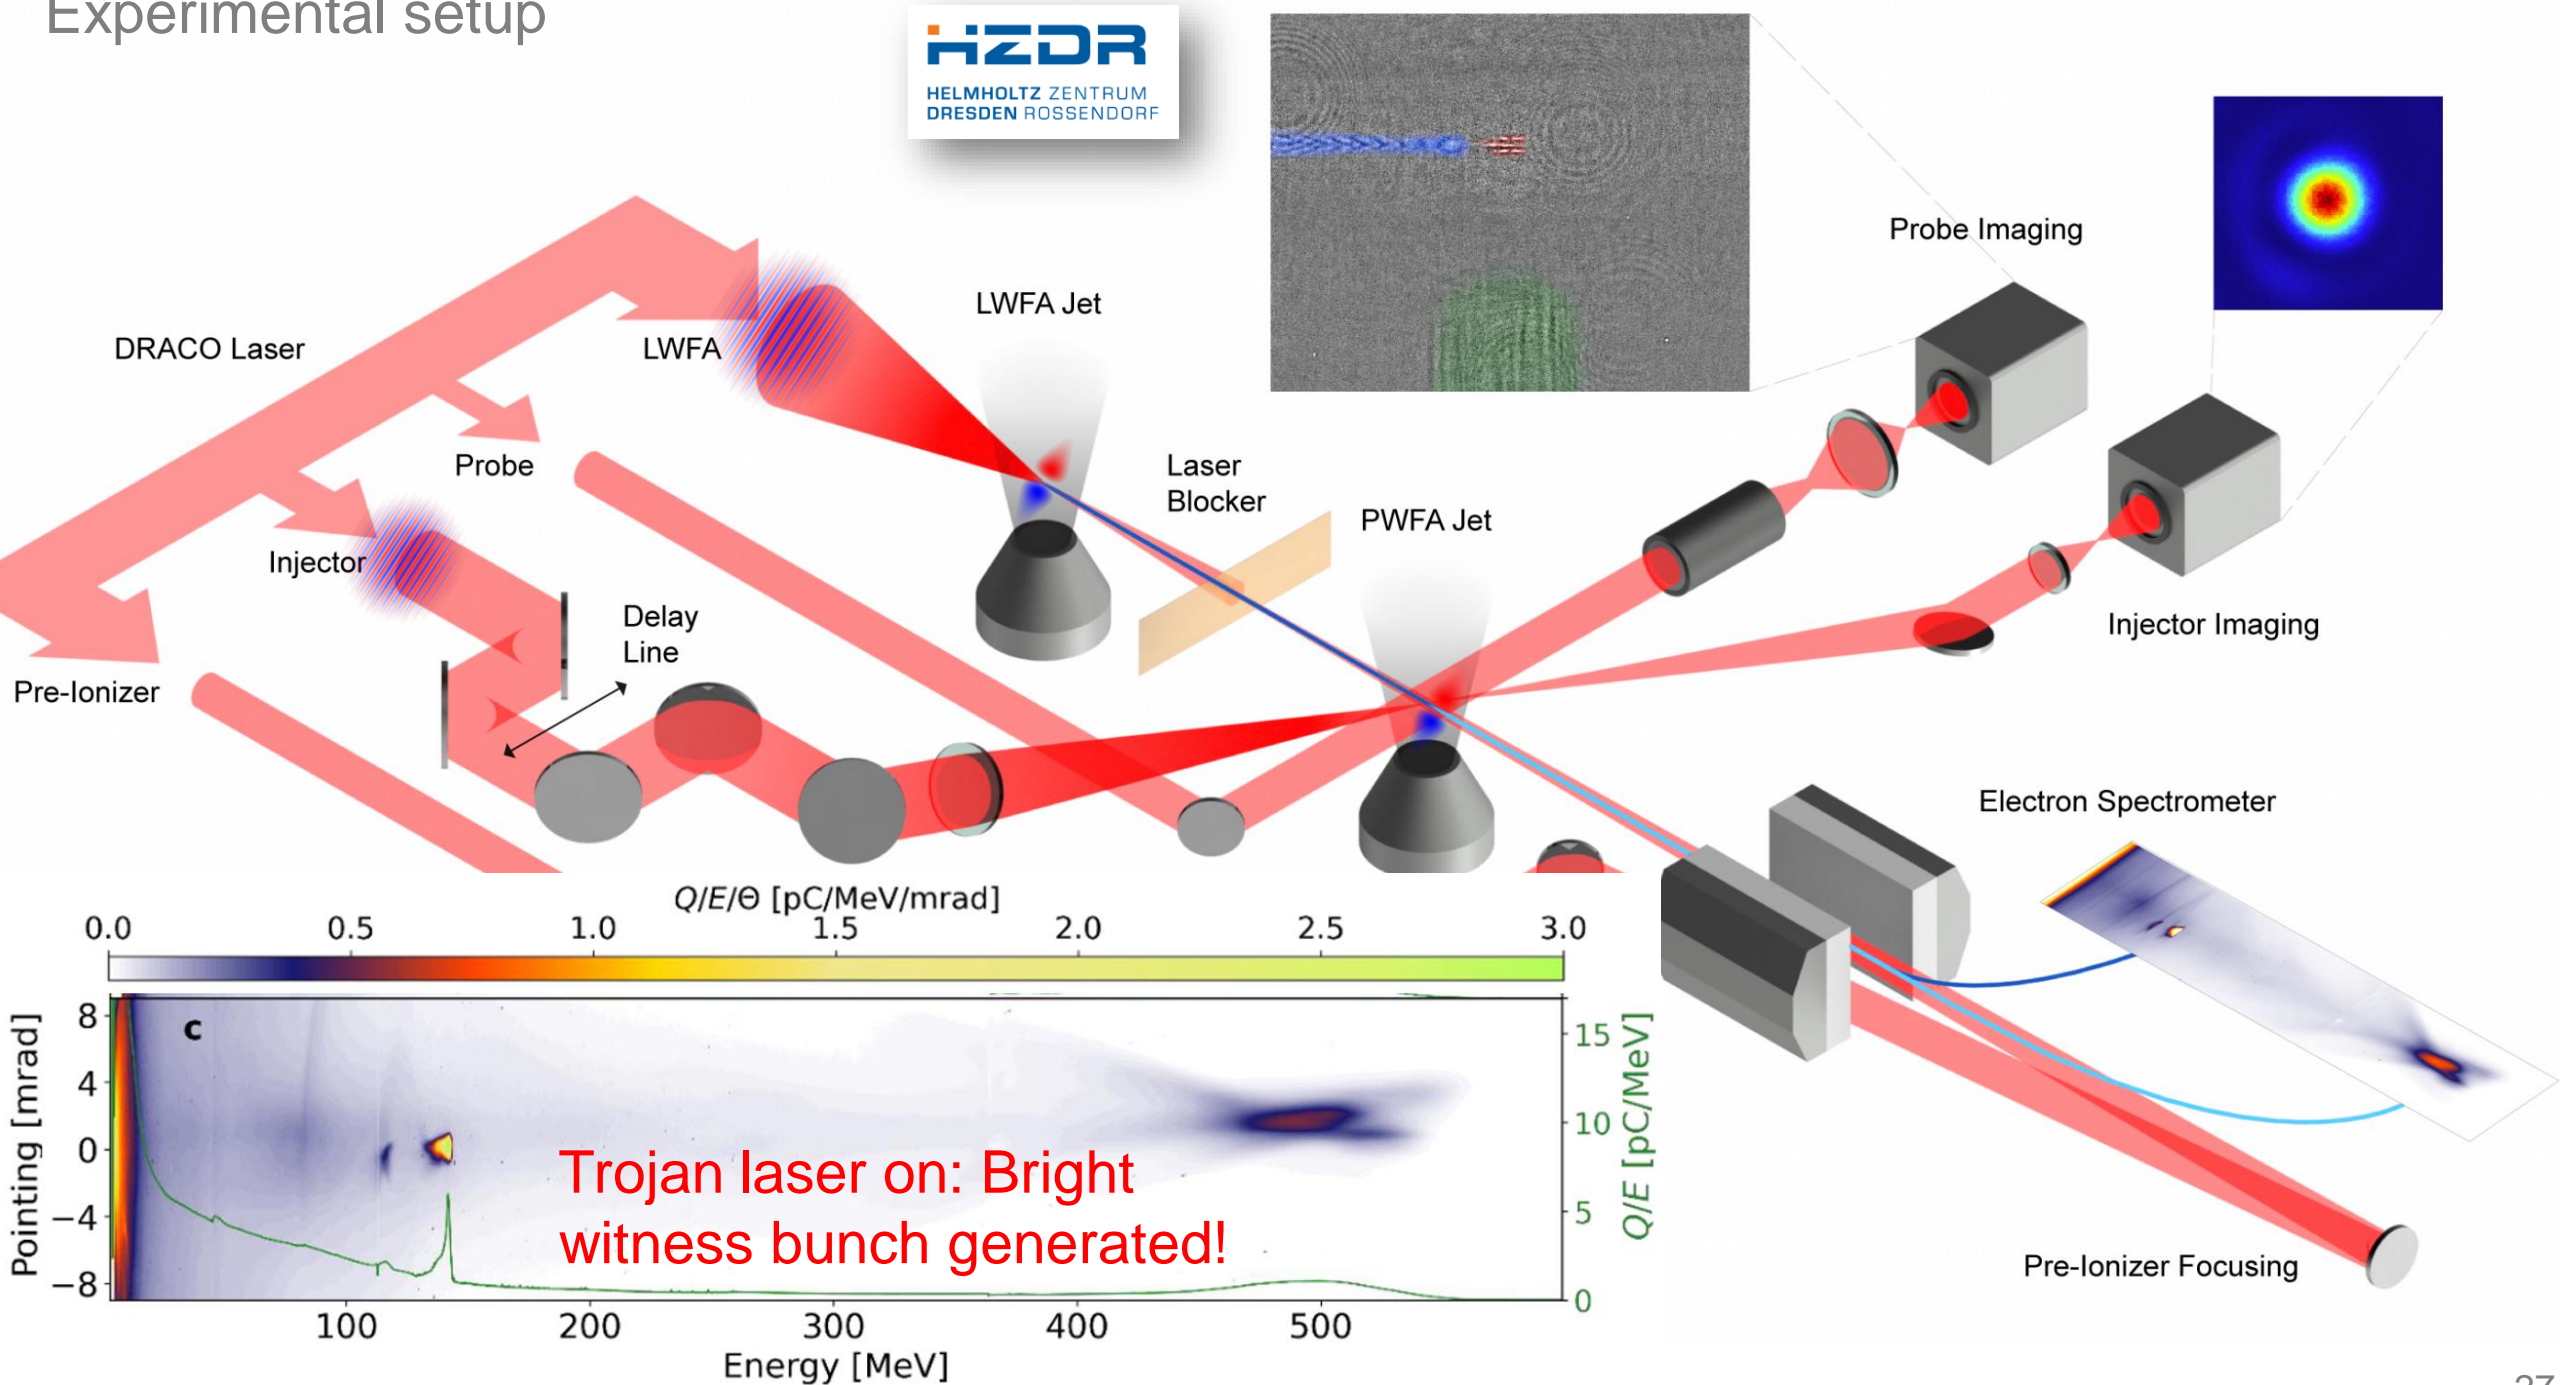 Experimental setup
HZDR
HELMHOLTZ ZENTRUM
DRESDEN ROSSENDORF
Probe Imaging
LWFA Jet
DRACO Laser
LWFA
Probe
Laser
Blocker
PWFA Jet
Injector
Delay
Line
Injector Imaging
Pre-Ionizer
Electron Spectrometer
Q/E/Θ [pC/MeV/mrad]
0.0 0.5 1.0 1.5 2.0 2.5 3.0
Pointing [mrad]
8
4
0
−4
−8
c
15
10
5
0
Q/E [pC/MeV]
Trojan laser on: Bright
witness bunch generated!
Pre-Ionizer Focusing
100 200 300 400 500
Energy [MeV]
27